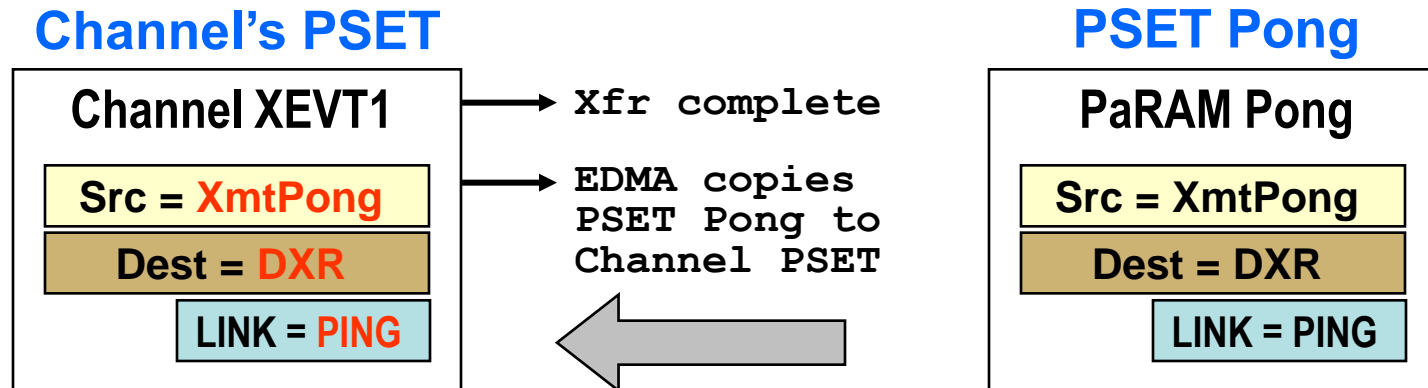 Channel's PSET
Channel XEVT1
Src = XmtPong
Dest = DXR
LINK = PING
Xfr complete
EDMA copies
PSET Pong to
Channel PSET
PSET Pong
PaRAM Pong
Src = XmtPong
Dest = DXR
LINK = PING